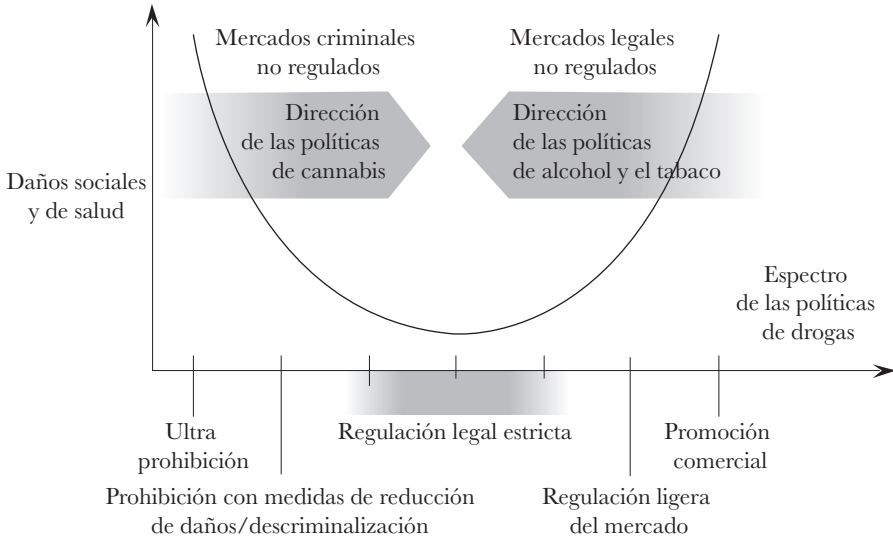 Mercados criminales
no regulados
Mercados legales
no regulados
Dirección
de las políticas
de cannabis
Dirección
de las políticas
de alcohol y el tabaco
Daños sociales
y de salud
Espectro
de las políticas
de drogas
Ultra
prohibición
Regulación legal estricta
Promoción
comercial
Prohibición con medidas de reducción
de daños/descriminalización
Regulación ligera
del mercado